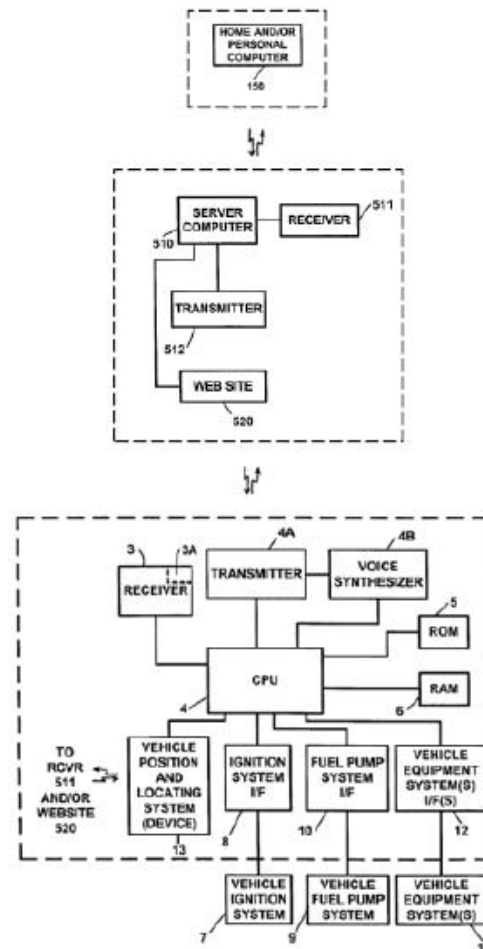 HOME AND/OR
PERSONAL
COMPUTER
150
SERVER
COMPUTER
510
RECEIVER
511
TRANSMITTER
512
WEB SITE
520
3
3A
RECEIVER
4A
TRANSMITTER
4B
VOICE
SYNTHESIZER
5
ROM
CPU
4
RAM
6
TO
RCVR
511
AND/OR
WEBSITE
520
VEHICLE
POSITION
AND
LOCATING
SYSTEM
(DEVICE)
13
IGNITION
SYSTEM
I/F
8
FUEL PUMP
SYSTEM
I/F
10
VEHICLE
EQUIPMENT
SYSTEM(S)
I/F(S)
12
VEHICLE
IGNITION
SYSTEM
7
VEHICLE
FUEL PUMP
SYSTEM
9
VEHICLE
EQUIPMENT
SYSTEM(S)